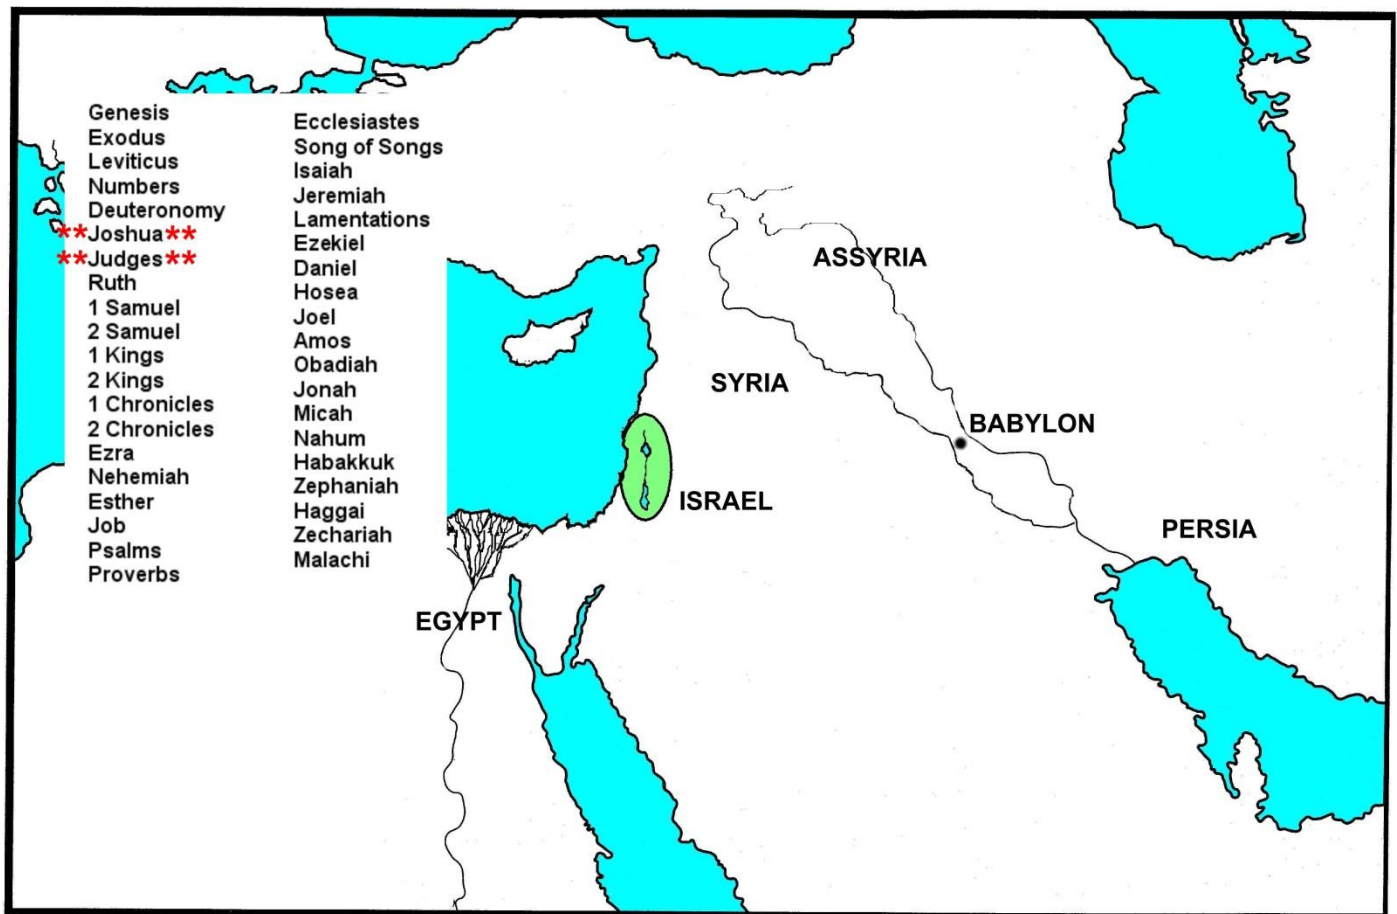 Genesis
Exodus
Leviticus
Numbers
Deuteronomy
**Joshua**
**Judges**
Ruth
1 Samuel
2 Samuel
1 Kings
2 Kings
1 Chronicles
2 Chronicles
Ezra
Nehemiah
Esther
Job
Psalms
Proverbs
Ecclesiastes
Song of Songs
Isaiah
Jeremiah
Lamentations
Ezekiel
Daniel
Hosea
Joel
Amos
Obadiah
Jonah
Micah
Nahum
Habakkuk
Zephaniah
Haggai
Zechariah
Malachi
ASSYRIA
SYRIA
BABYLON
ISRAEL
PERSIA
EGYPT